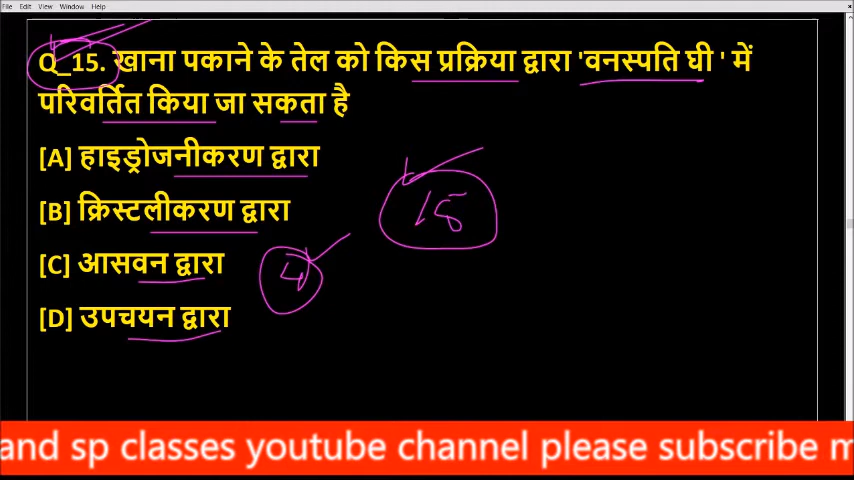 File Edit View Window Help
Q_15. खाना पकाने के तेल को किस प्रक्रिया द्वारा 'वनस्पति घी ' में
परिवर्तित किया जा सकता है
[A] हाइड्रोजनीकरण द्वारा
[B] क्रिस्टलीकरण द्वारा
15
[C] आसवन द्वारा
4
[D] उपचयन द्वारा
and sp classes youtube channel please subscribe m